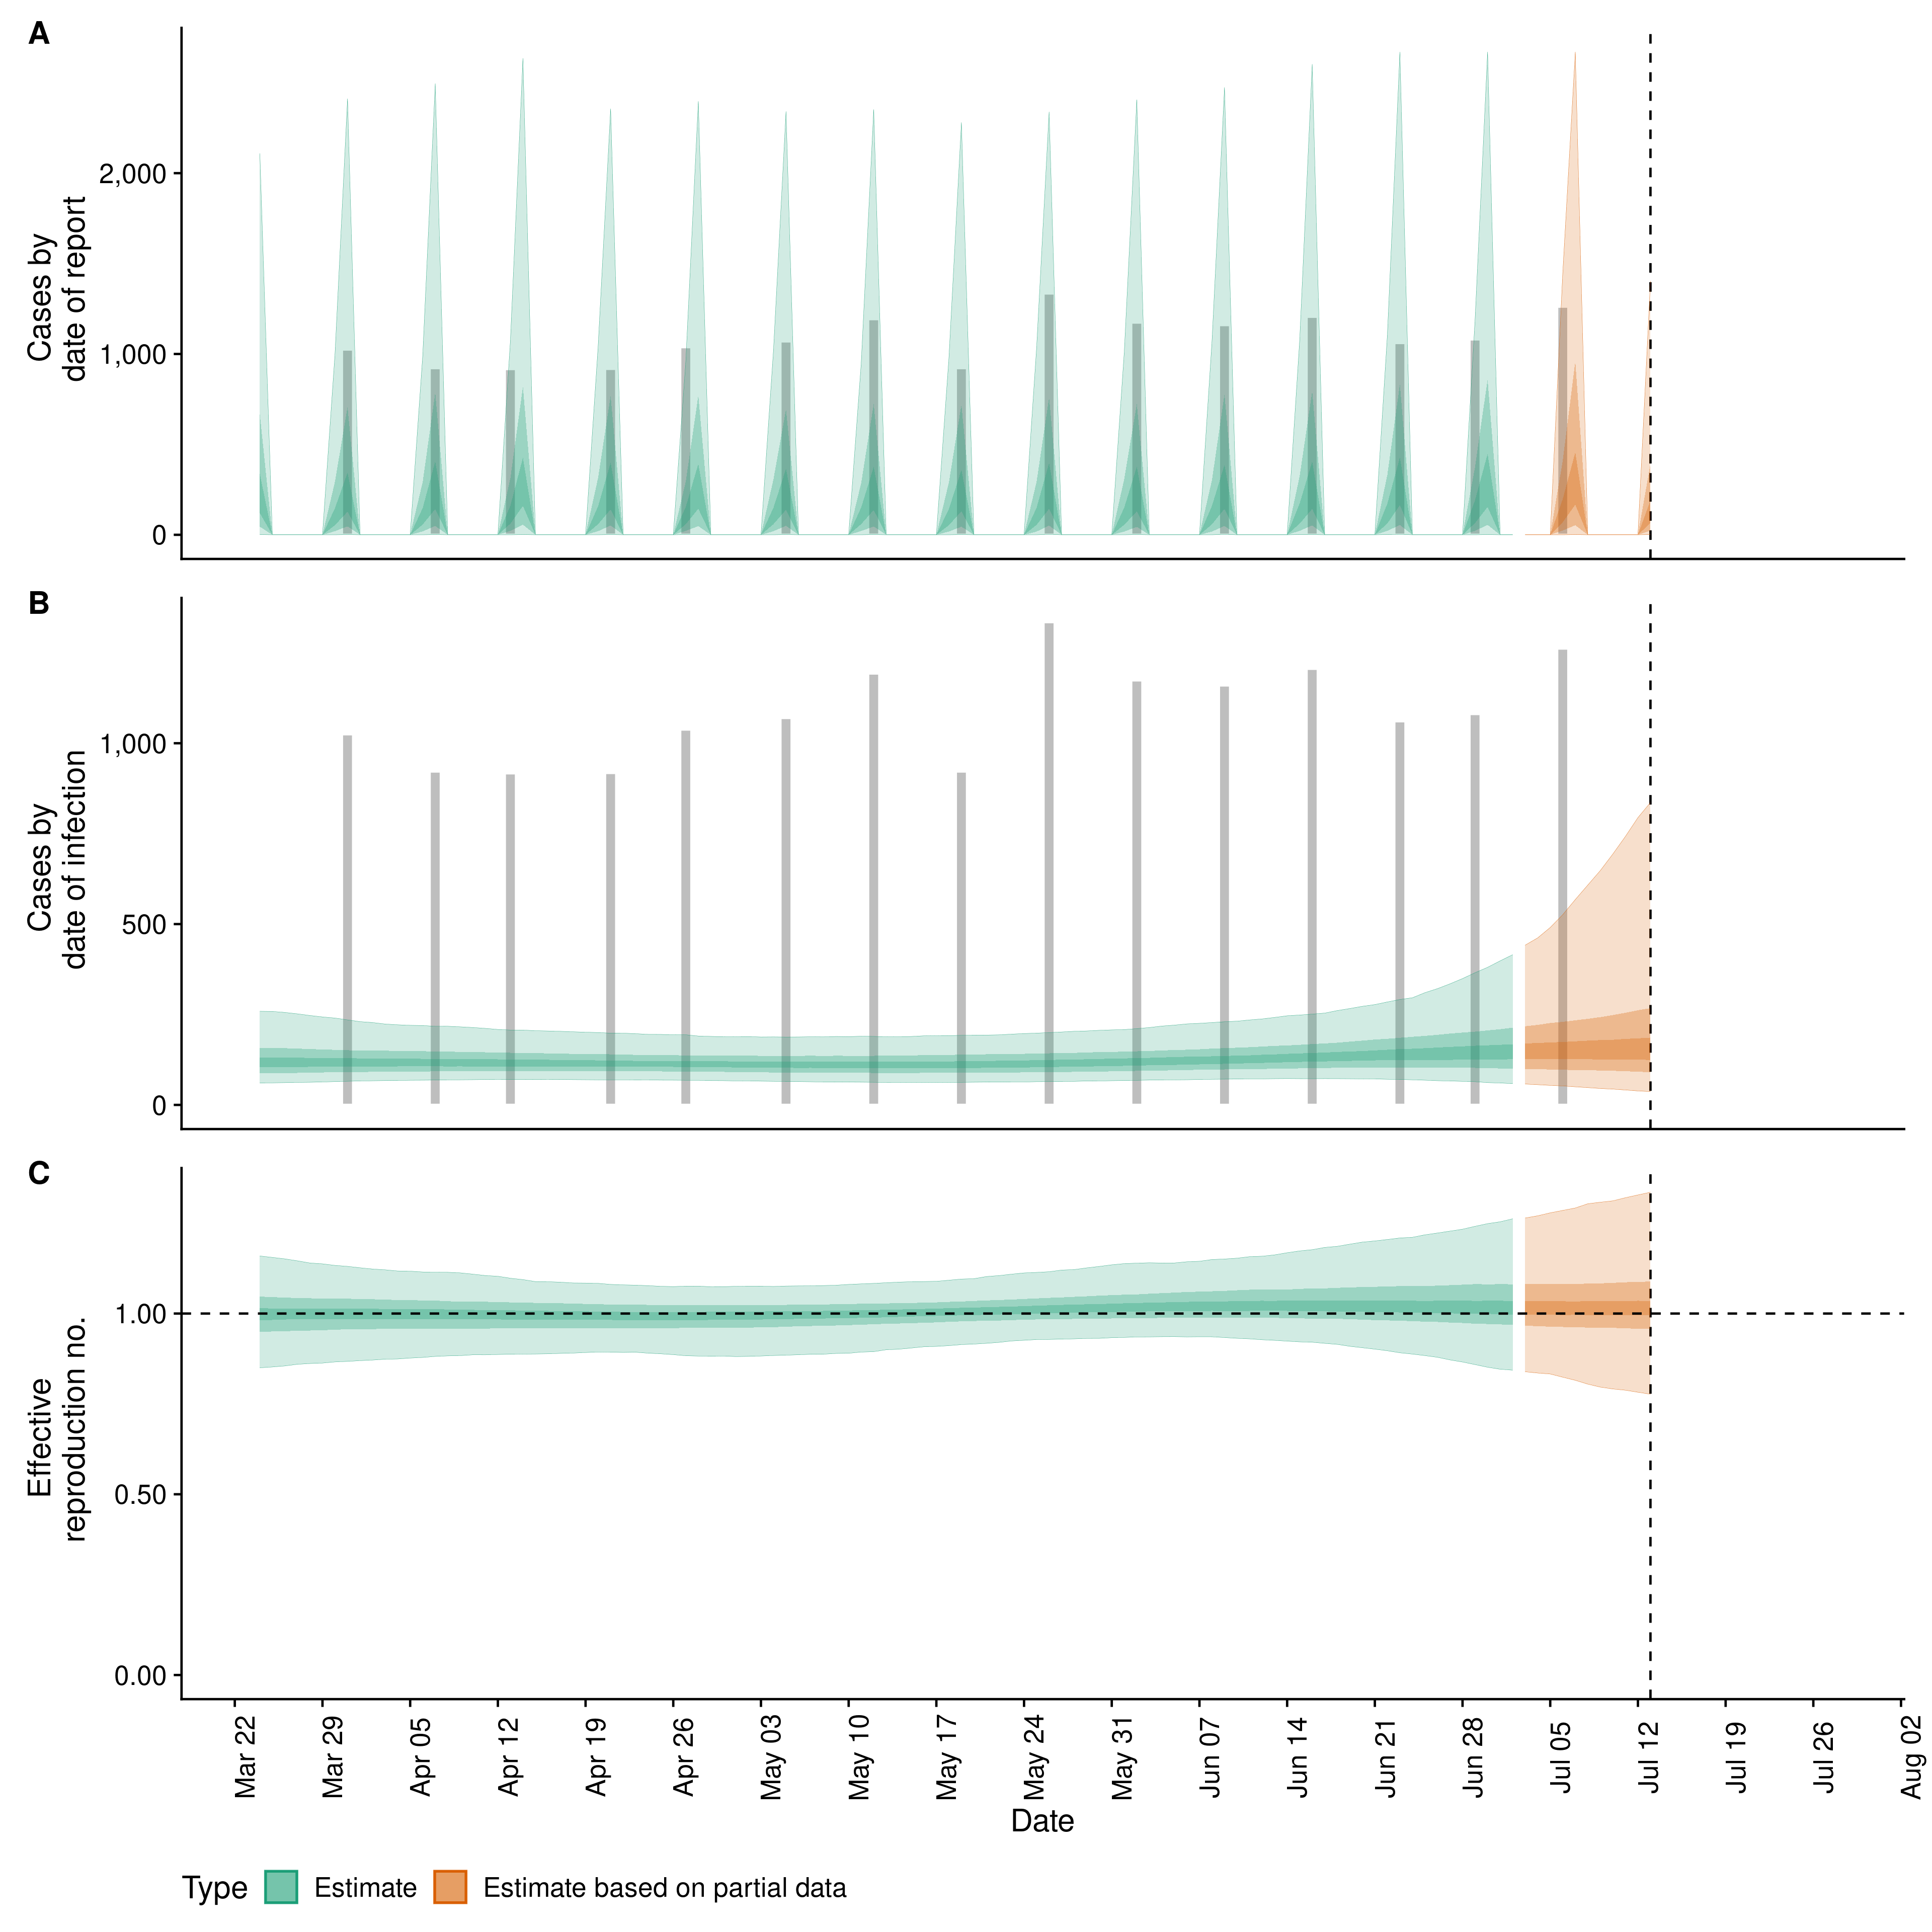 A
Cases by
date of report
2,000
1,000
0
B
Cases by
date of infection
1,000
500
0
C
Effective
reproduction no.
1.00
0.50
0.00
Mar 22
Mar 29
Apr 05
Apr 12
Apr 19
Apr 26
May 03
May 10
May 17
May 24
May 31
Jun 07
Jun 14
Jun 21
Jun 28
Jul 05
Jul 12
Jul 19
Jul 26
Aug 02
Date
Type Estimate Estimate based on partial data